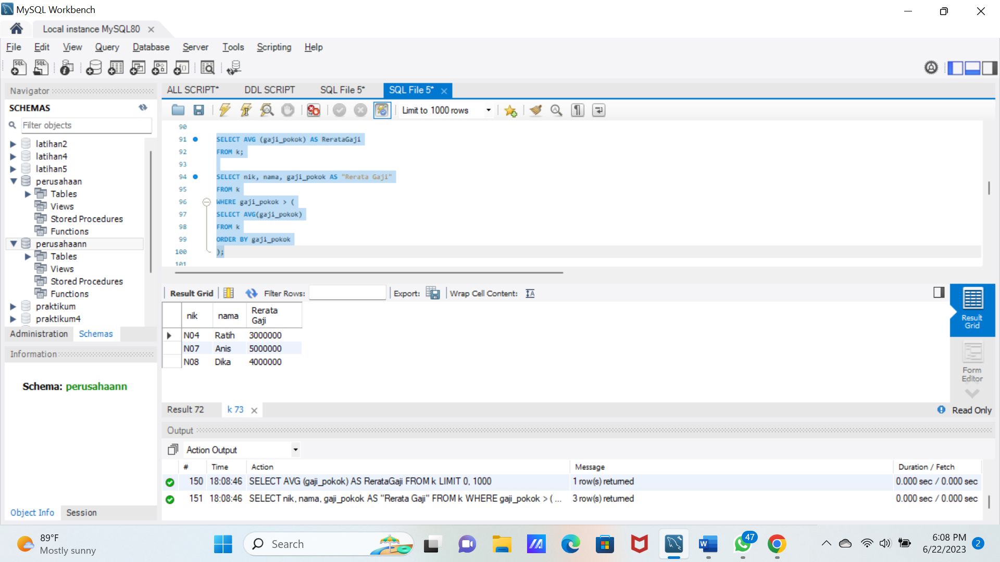 MySQL Workbench
Local instance MySQL80
File Edit View Query Database Server Tools Scripting Help
Navigator
SCHEMAS
Filter objects
latihan2
latihan4
latihan5
perusahaan
Tables
Views
Stored Procedures
Functions
perusahaann
Tables
Views
Stored Procedures
Functions
praktikum
praktikum4
Administration Schemas
Information
Schema: perusahaann
Object Info Session
ALL SCRIPT* DDL SCRIPT SQL File 5* SQL File 5*
Limit to 1000 rows
90
91 SELECT AVG (gaji_pokok) AS RerataGaji
92 FROM k;
93
94 SELECT nik, nama, gaji_pokok AS "Rerata Gaji"
95 FROM k
96 WHERE gaji_pokok > (
97 SELECT AVG(gaji_pokok)
98 FROM k
99 ORDER BY gaji_pokok
100 );
101
Result Grid Filter Rows: Export: Wrap Cell Content:
nik nama Rerata Gaji
N04 Ratih 3000000
N07 Anis 5000000
N08 Dika 4000000
Result Grid
Form Editor
Result 72 k 73
Read Only
Output
Action Output
# Time Action Message Duration / Fetch
150 18:08:46 SELECT AVG (gaji_pokok) AS RerataGaji FROM k LIMIT 0, 1000 1 row(s) returned 0.000 sec / 0.000 sec
151 18:08:46 SELECT nik, nama, gaji_pokok AS "Rerata Gaji" FROM k WHERE gaji_pokok > ( ... 3 row(s) returned 0.000 sec / 0.000 sec
89°F
Mostly sunny
Search
47
6:08 PM
6/22/2023
2